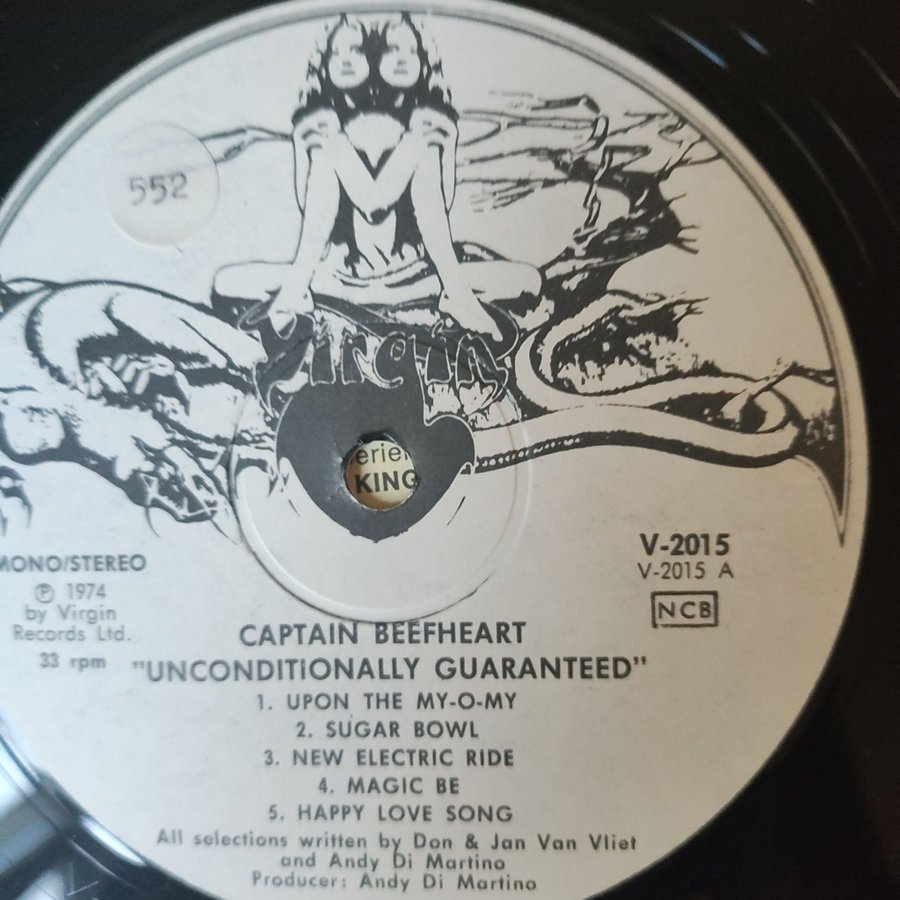 552
Virgin
erie
KING
MONO/STEREO
Ⓟ 1974
by Virgin
Records Ltd.
33 rpm
V-2015
V-2015 A
NCB
CAPTAIN BEEFHEART
"UNCONDITIONALLY GUARANTEED"
1. UPON THE MY-O-MY
2. SUGAR BOWL
3. NEW ELECTRIC RIDE
4. MAGIC BE
5. HAPPY LOVE SONG
All selections written by Don & Jan Van Vliet
and Andy Di Martino
Producer: Andy Di Martino